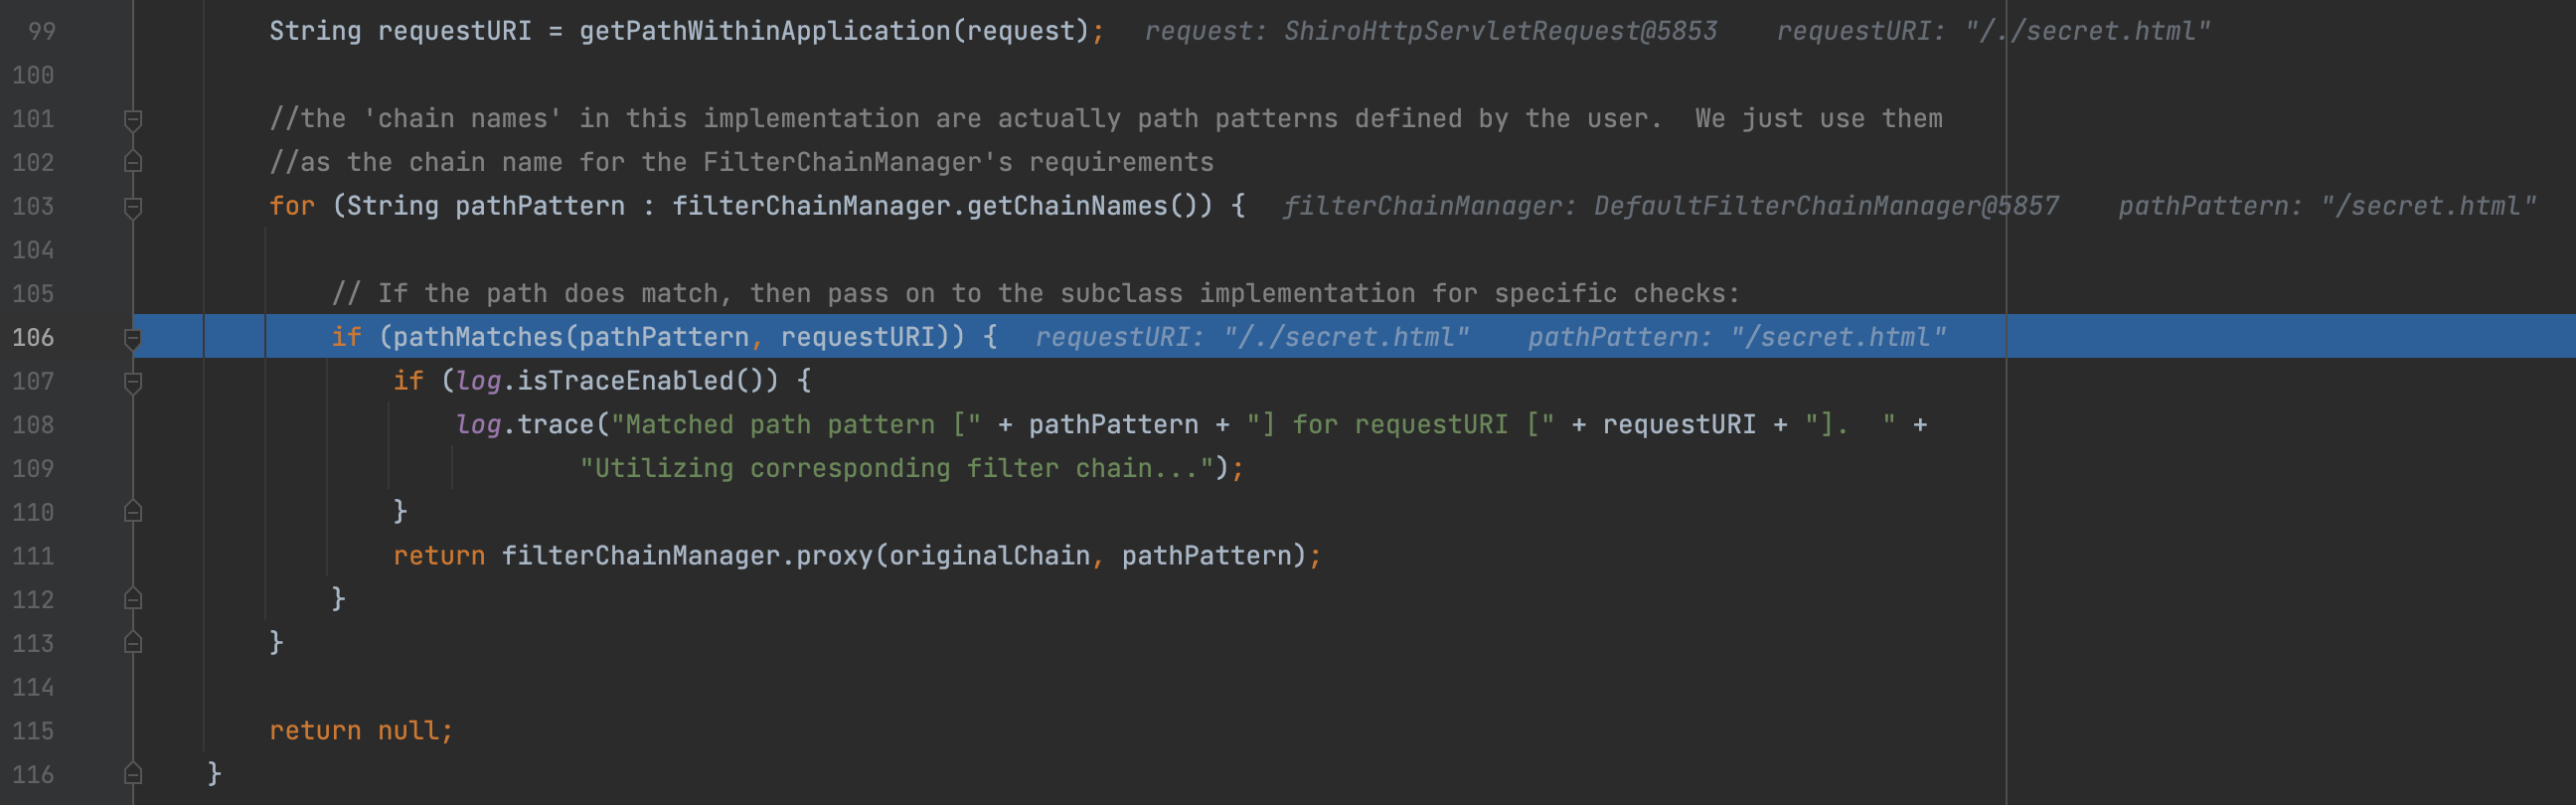 99 String requestURI = getPathWithinApplication(request); request: ShiroHttpServletRequest@5853 requestURI: "/./secret.html"
100
101 //the 'chain names' in this implementation are actually path patterns defined by the user.  We just use them
102 //as the chain name for the FilterChainManager's requirements
103 for (String pathPattern : filterChainManager.getChainNames()) { filterChainManager: DefaultFilterChainManager@5857 pathPattern: "/secret.html"
104
105 // If the path does match, then pass on to the subclass implementation for specific checks:
106 if (pathMatches(pathPattern, requestURI)) { requestURI: "/./secret.html" pathPattern: "/secret.html"
107 if (log.isTraceEnabled()) {
108 log.trace("Matched path pattern [" + pathPattern + "] for requestURI [" + requestURI + "].  " +
109 "Utilizing corresponding filter chain...");
110 }
111 return filterChainManager.proxy(originalChain, pathPattern);
112 }
113 }
114
115 return null;
116 }